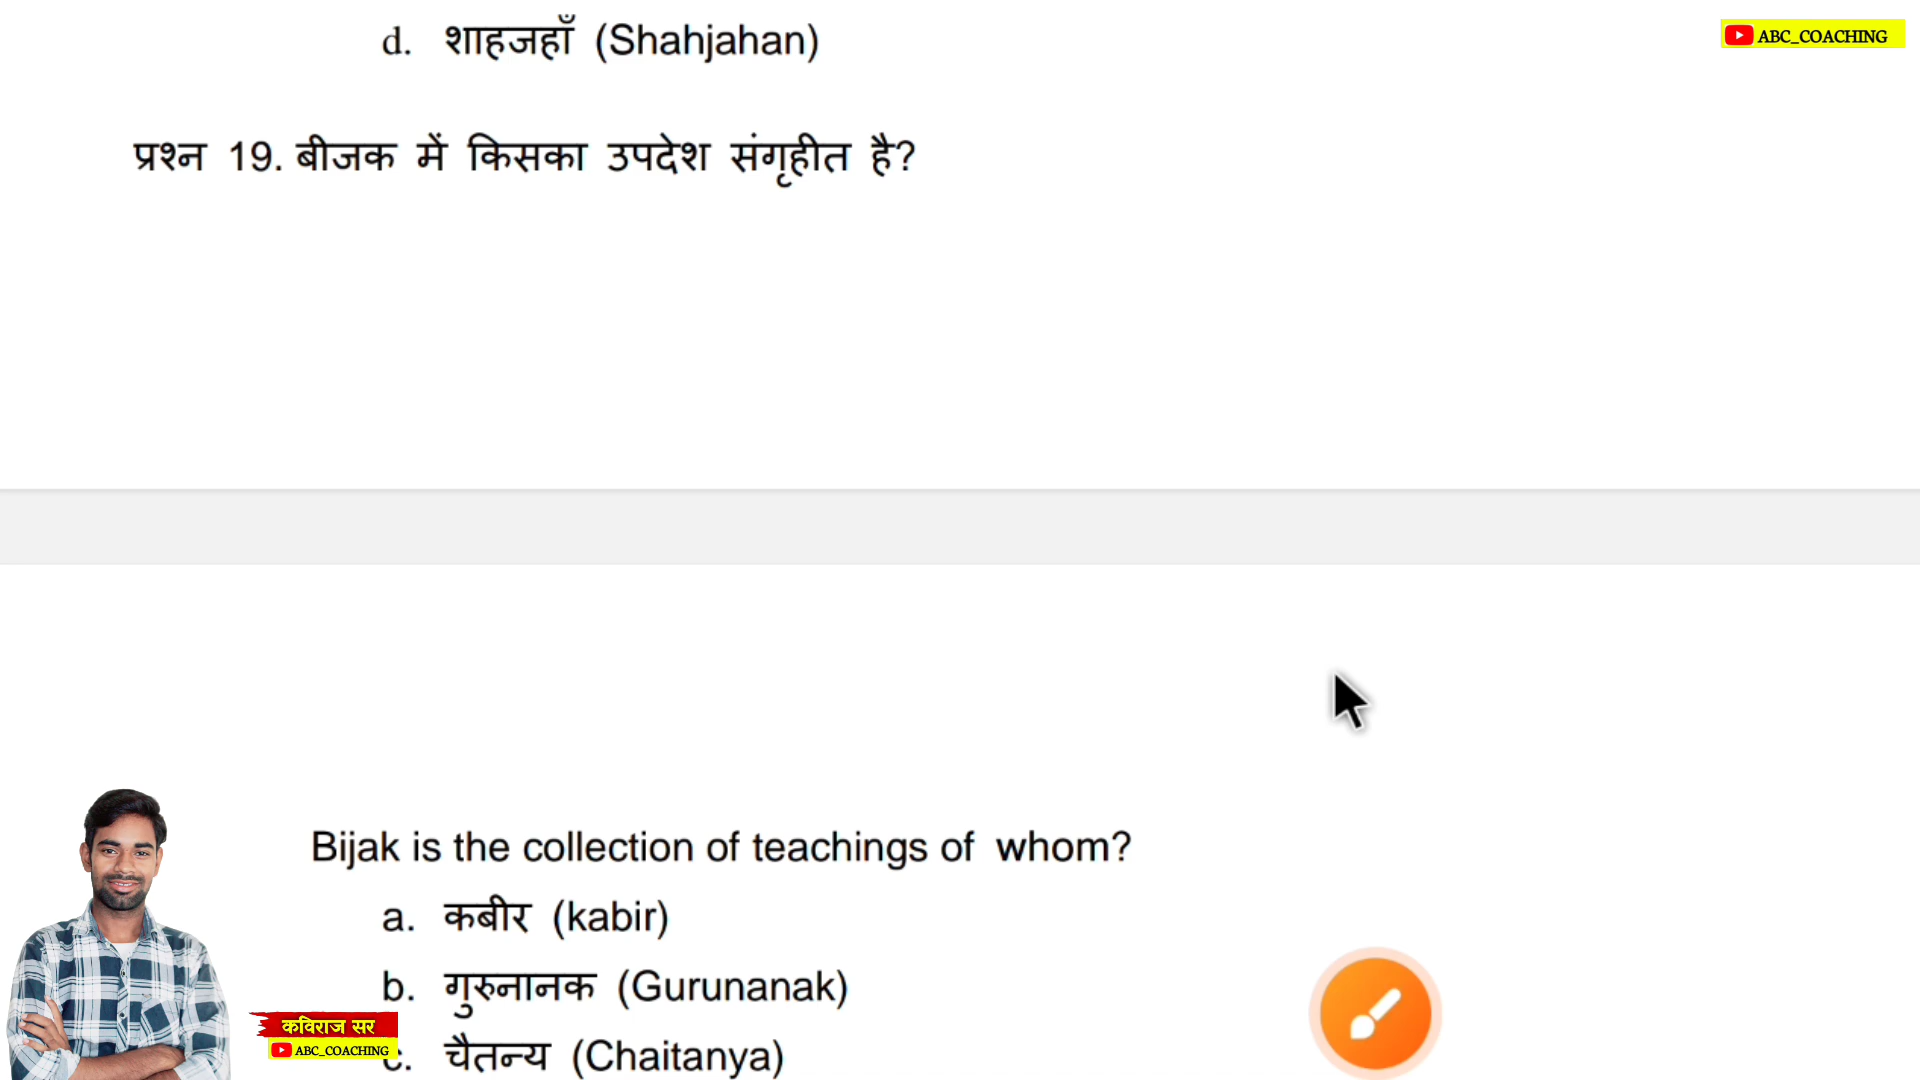 d. शाहजहाँ (Shahjahan)
ABC_COACHING
प्रश्न 19. बीजक में किसका उपदेश संगृहीत है?
Bijak is the collection of teachings of whom?
a. कबीर (kabir)
b. गुरुनानक (Gurunanak)
कविराज सर
ABC_COACHING
c. चैतन्य (Chaitanya)